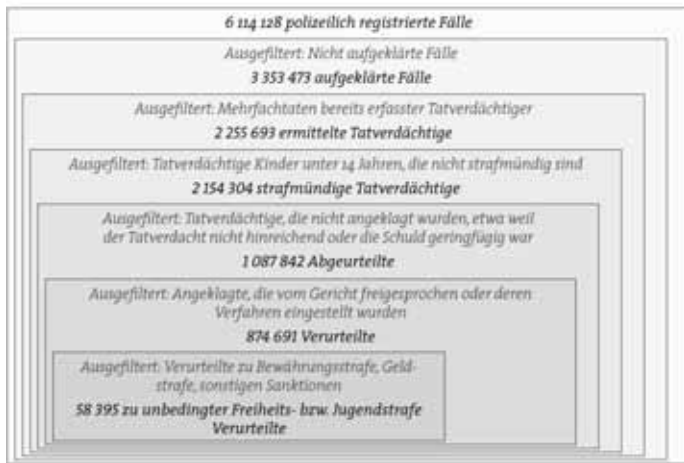 6 114 128 polizeilich registrierte Fälle
Ausgefiltert: Nicht aufgeklärte Fälle
3 353 473 aufgeklärte Fälle
Ausgefiltert: Mehrfachtaten bereits erfasster Tatverdächtiger
2 255 693 ermittelte Tatverdächtige
Ausgefiltert: Tatverdächtige Kinder unter 14 Jahren, die nicht strafmündig sind
2 154 304 strafmündige Tatverdächtige
Ausgefiltert: Tatverdächtige, die nicht angeklagt wurden, etwa weil
der Tatverdacht nicht hinreichend oder die Schuld geringfügig war
1 087 842 Abgeurteilte
Ausgefiltert: Angeklagte, die vom Gericht freigesprochen oder deren
Verfahren eingestellt wurden
874 691 Verurteilte
Ausgefiltert: Verurteilte zu Bewährungsstrafe, Geld-
strafe, sonstigen Sanktionen
58 395 zu unbedingter Freiheits- bzw. Jugendstrafe
Verurteilte